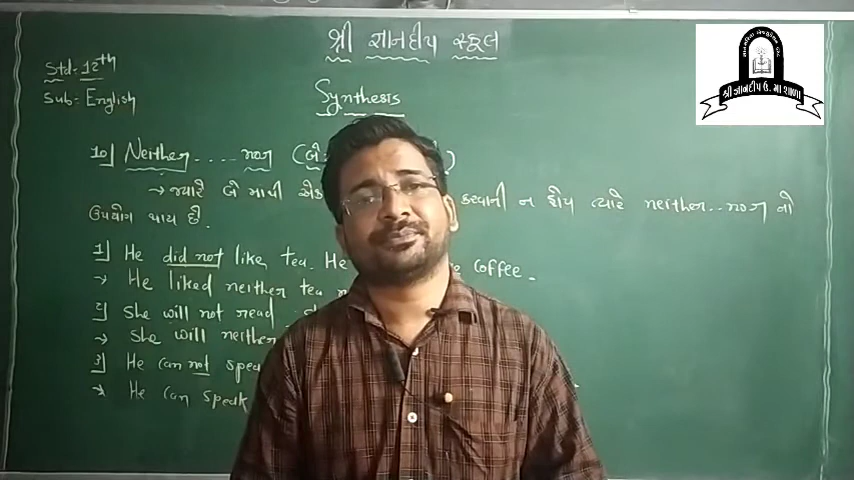 શ્રી જ્ઞાનદીપ સ્કૂલ
Std:- 12th
Sub:- English
Synthesis
શ્રી જ્ઞાનદીપ ઉ. મા. શાળા
10] Neither.... nor (બે
→ જ્યારે બે માંથી એક કરવાની ન હોય ત્યારે neither...nor નો
ઉપયોગ થાય છે.
1] He did not like tea. He coffee.
→ He liked neither tea
2] She will not read.
→ She will neither
3] He can not
→ He can speak